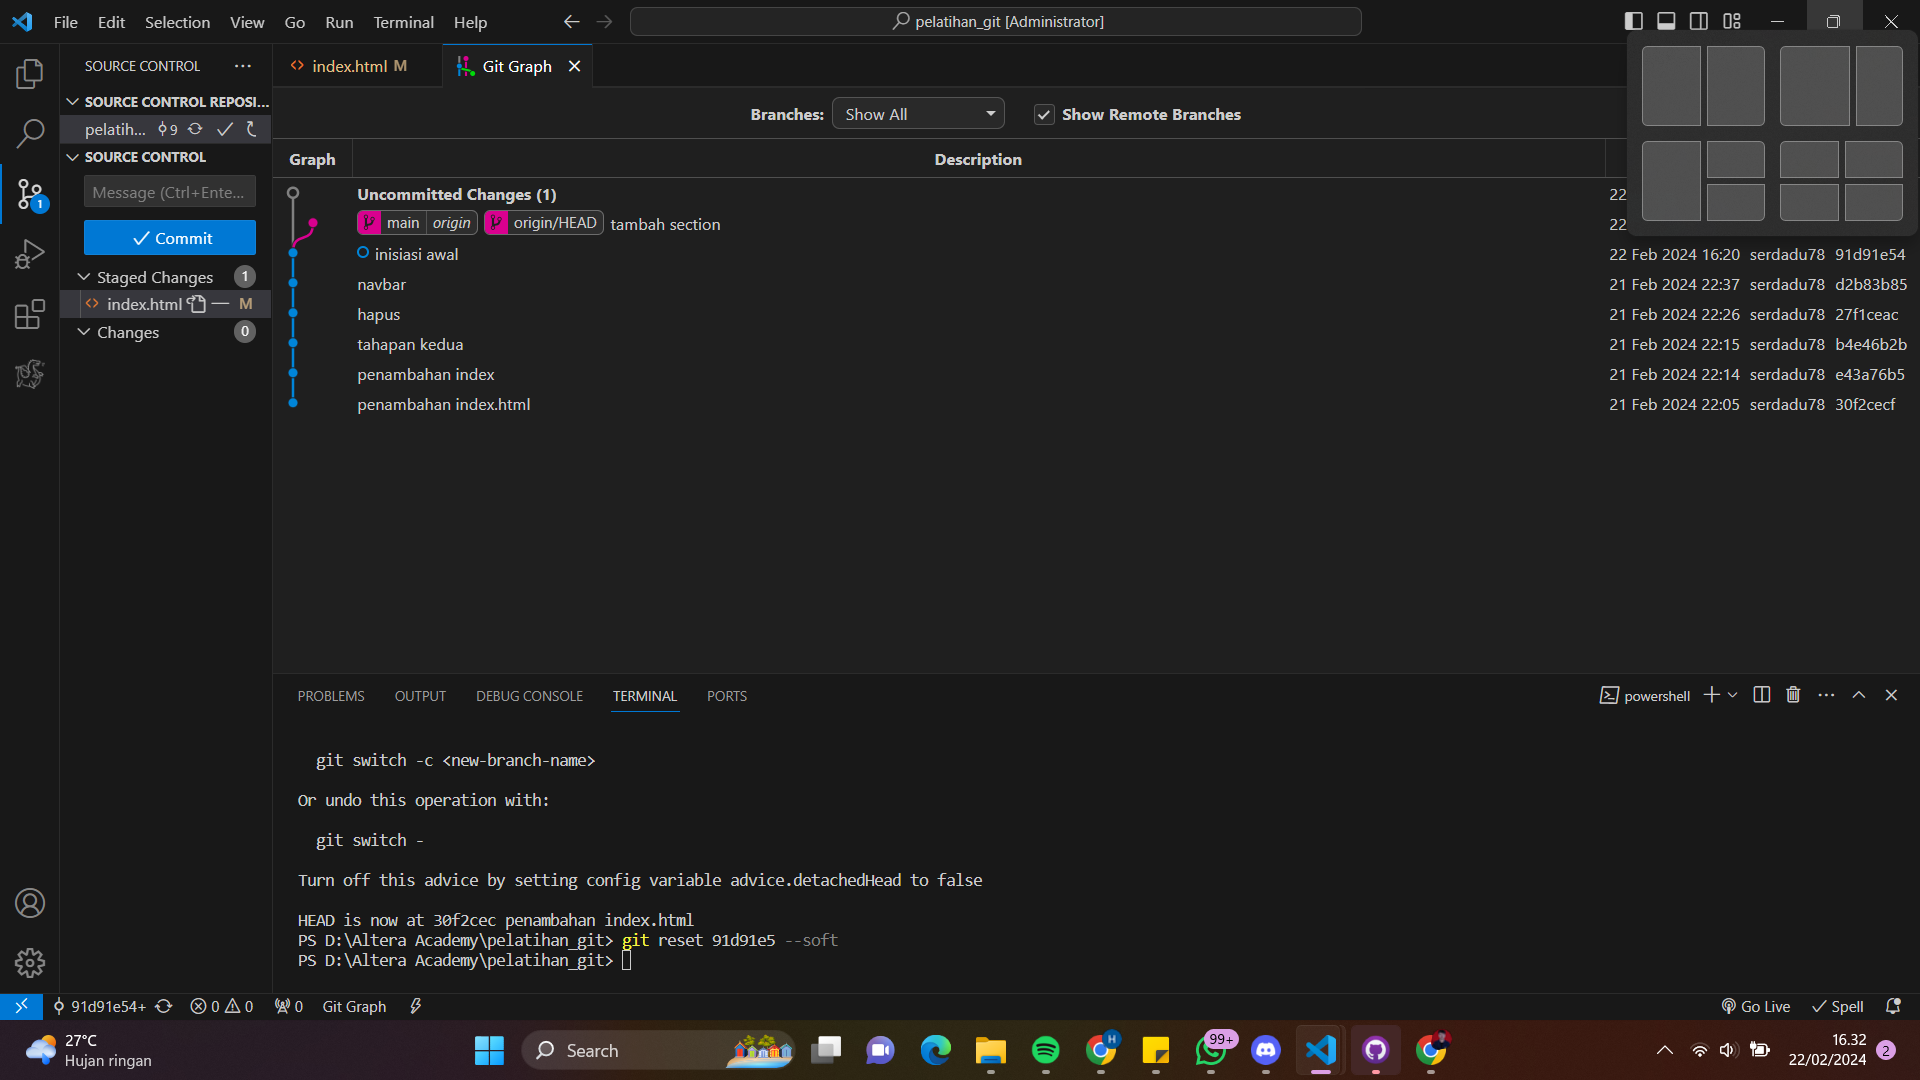 File Edit Selection View Go Run Terminal Help
pelatihan_git [Administrator]
SOURCE CONTROL
index.html M
Git Graph
SOURCE CONTROL REPOSI...
Branches: Show All Show Remote Branches
pelatih... 9
SOURCE CONTROL
Graph Description
Message (Ctrl+Ente...
Uncommitted Changes (1) 22
main origin origin/HEAD tambah section 22
1
Commit
inisiasi awal 22 Feb 2024 16:20 serdadu78 91d91e54
Staged Changes 1
navbar 21 Feb 2024 22:37 serdadu78 d2b83b85
index.html M
hapus 21 Feb 2024 22:26 serdadu78 27f1ceac
Changes 0
tahapan kedua 21 Feb 2024 22:15 serdadu78 b4e46b2b
penambahan index 21 Feb 2024 22:14 serdadu78 e43a76b5
penambahan index.html 21 Feb 2024 22:05 serdadu78 30f2cecf
PROBLEMS OUTPUT DEBUG CONSOLE TERMINAL PORTS
powershell
git switch -c <new-branch-name>
Or undo this operation with:
git switch -
Turn off this advice by setting config variable advice.detachedHead to false
HEAD is now at 30f2cec penambahan index.html
PS D:\Altera Academy\pelatihan_git> git reset 91d91e5 --soft
PS D:\Altera Academy\pelatihan_git>
91d91e54+ 0 0 0 Git Graph
Go Live Spell
27°C
Hujan ringan
Search
H
99+
16.32
22/02/2024
2